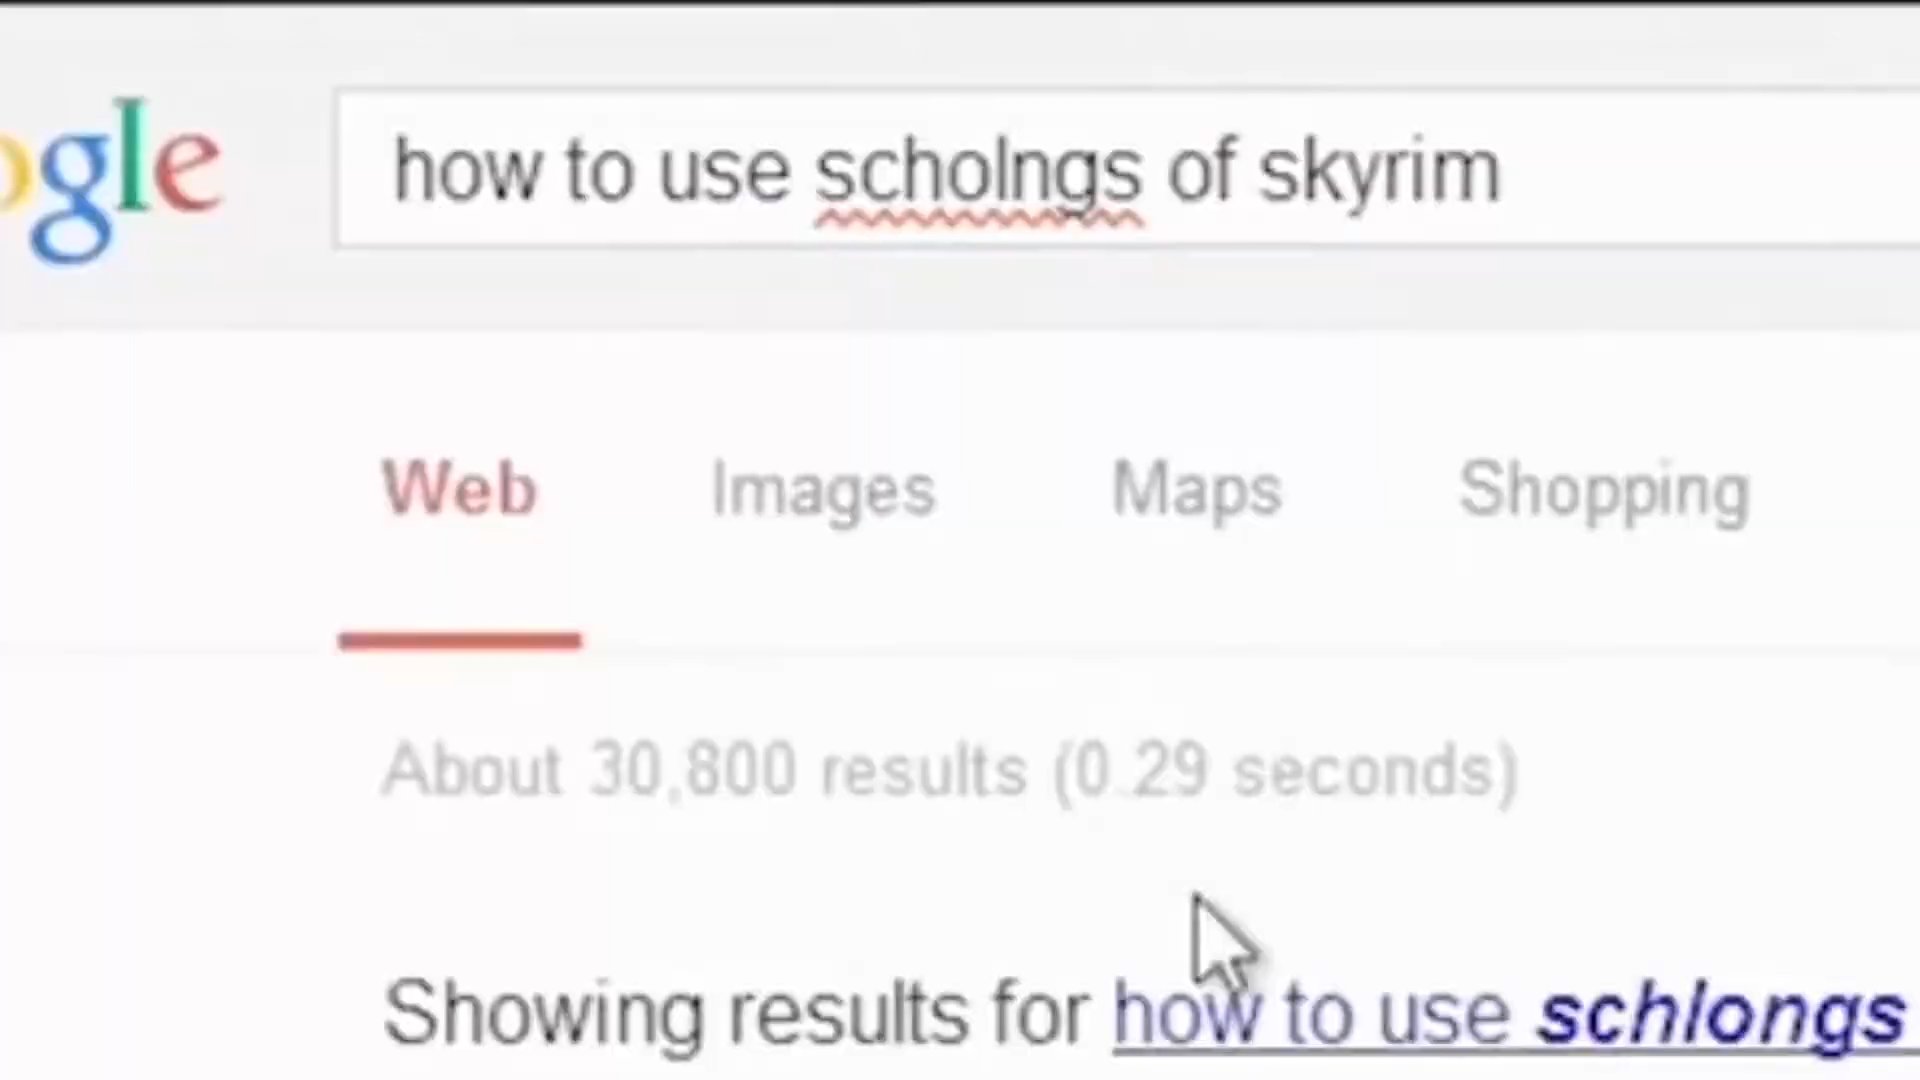 ogle
how to use scholngs of skyrim
Web Images Maps Shopping
About 30,800 results (0.29 seconds)
Showing results for how to use schlongs